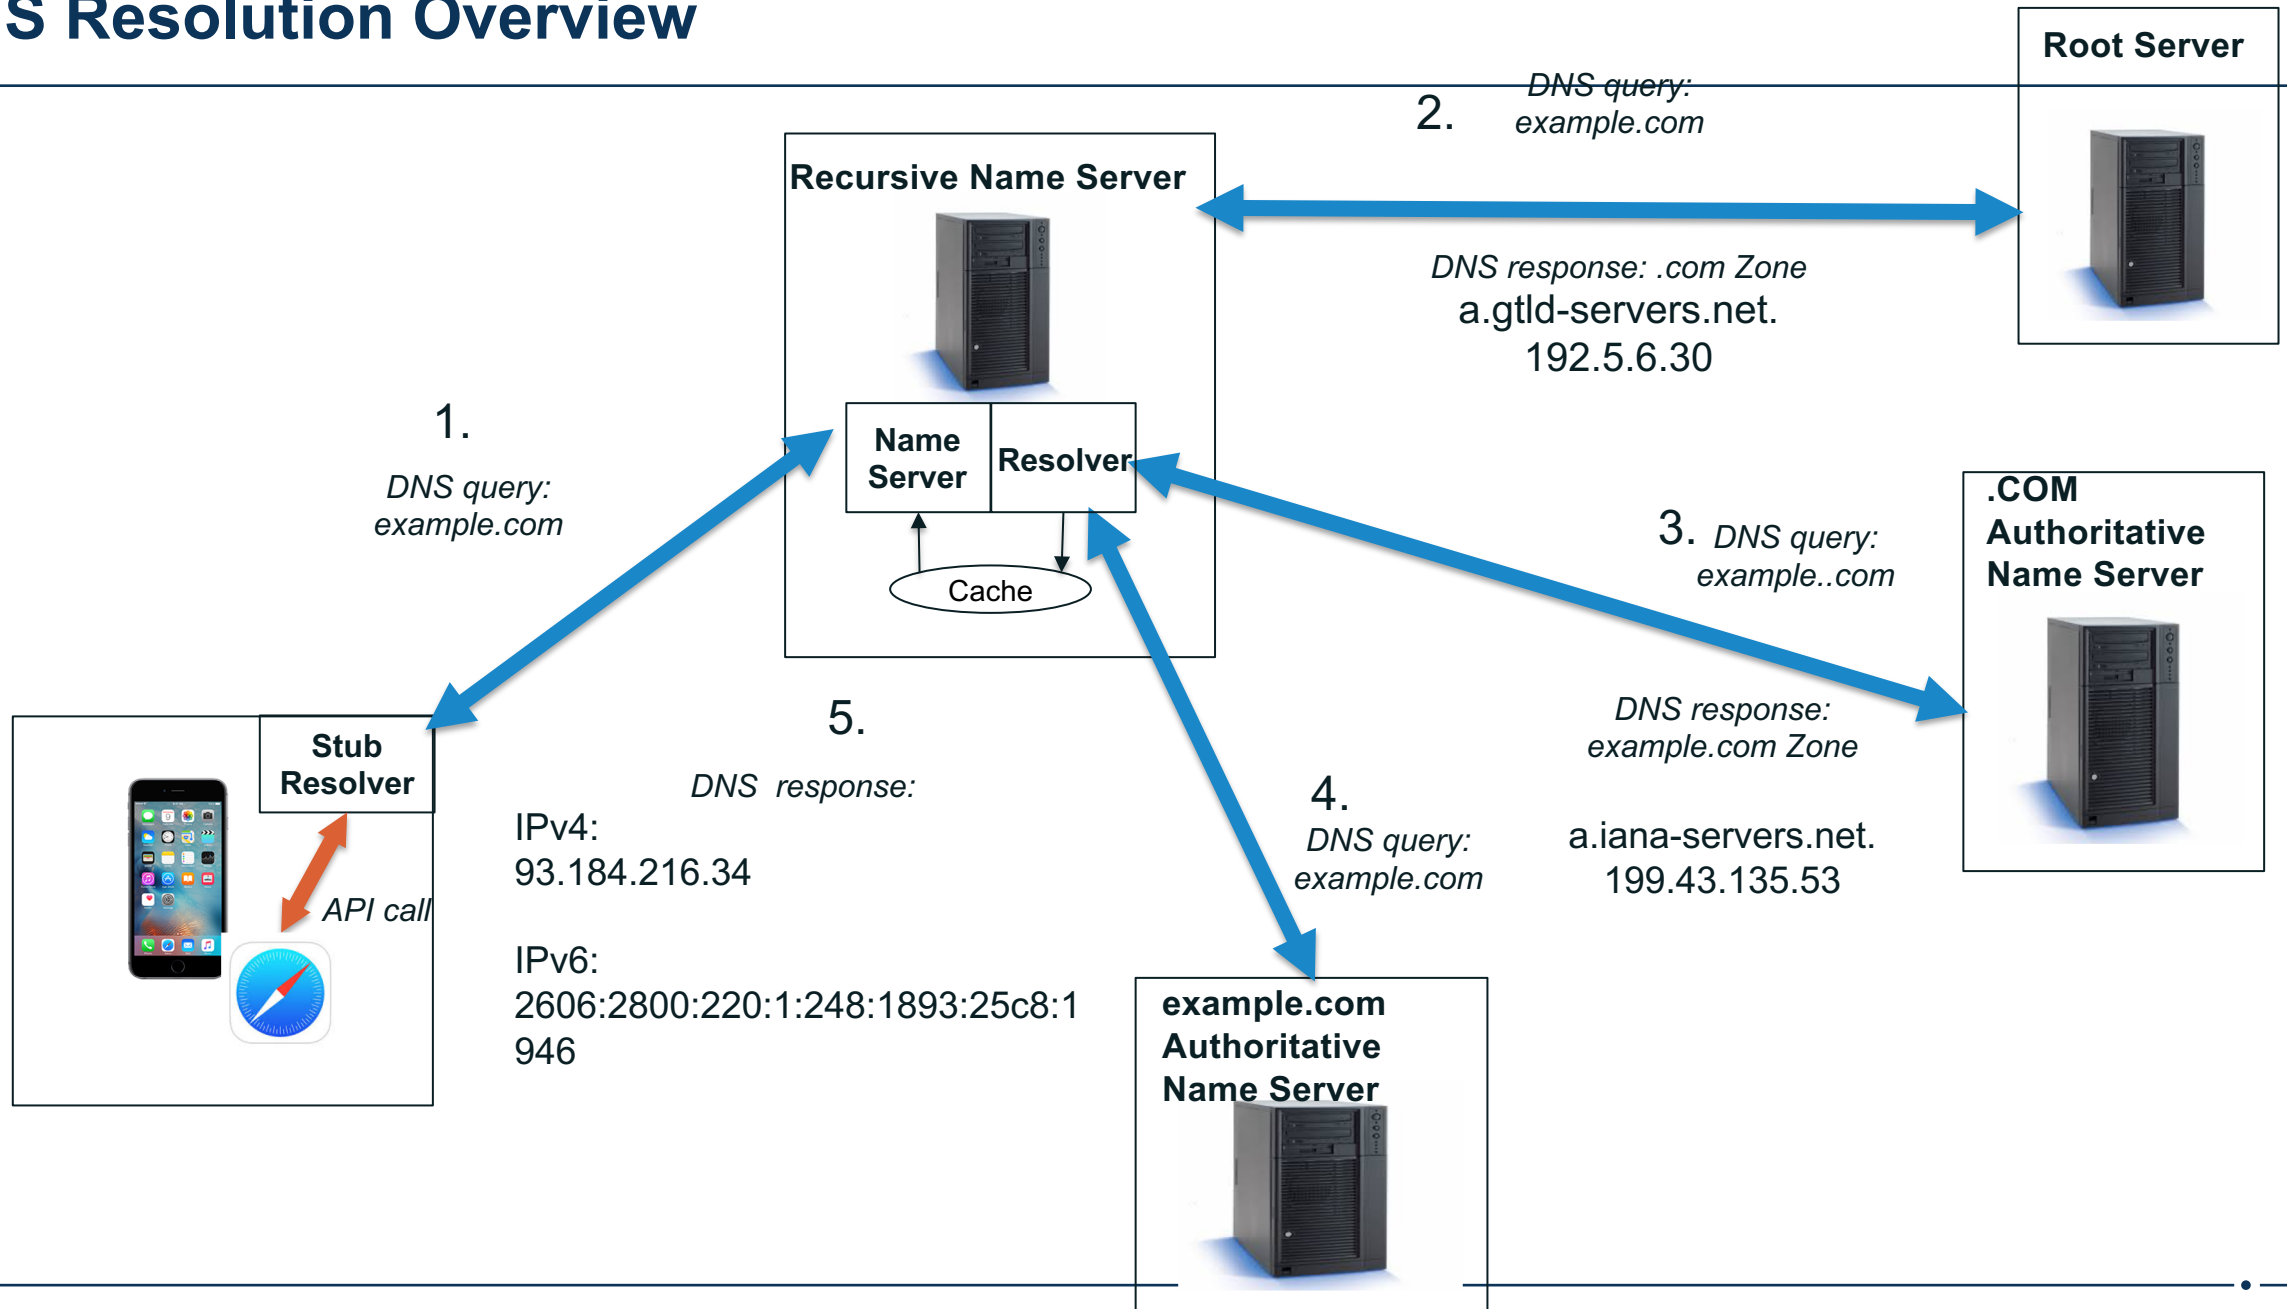 S Resolution Overview
Root Server
2.
DNS query:
example.com
Recursive Name Server
DNS response: .com Zone
a.gtld-servers.net.
192.5.6.30
1.
DNS query:
example.com
Name
Server
Resolver
Cache
3.
DNS query:
example..com
.COM
Authoritative
Name Server
DNS response:
example.com Zone
a.iana-servers.net.
199.43.135.53
Stub
Resolver
API call
5.
DNS  response:
IPv4:
93.184.216.34
IPv6:
2606:2800:220:1:248:1893:25c8:1
946
4.
DNS query:
example.com
example.com
Authoritative
Name Server